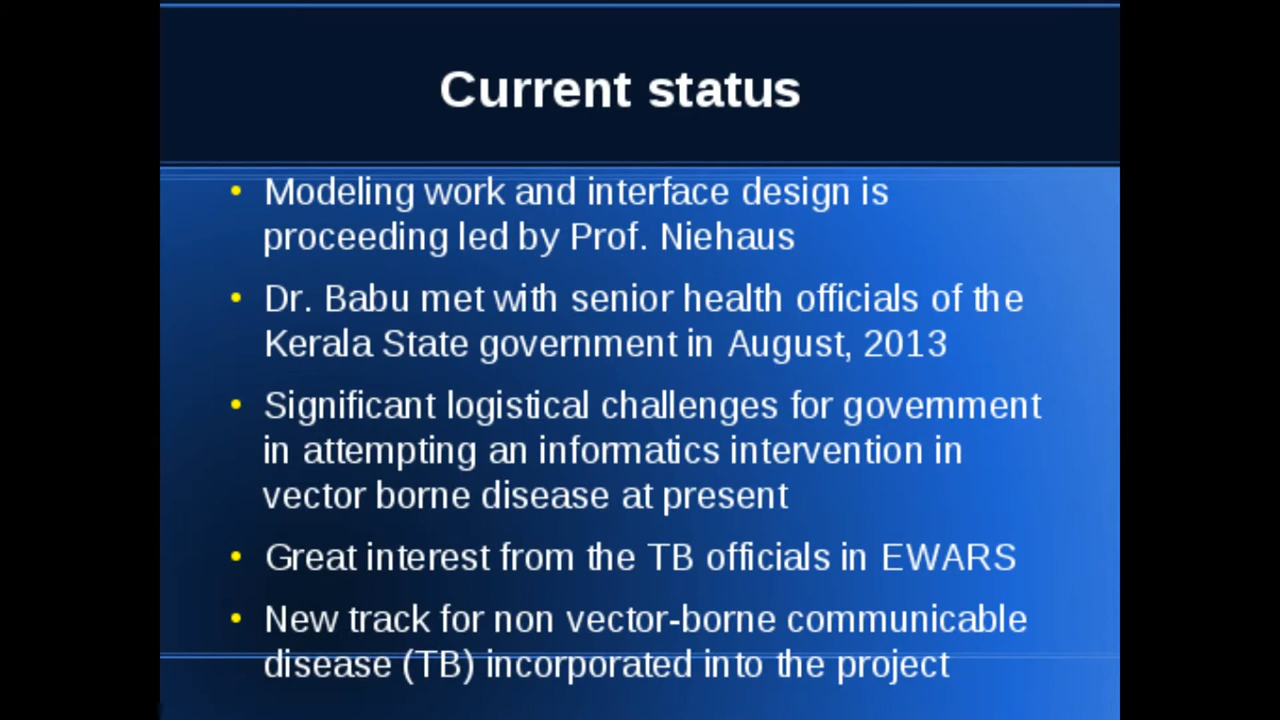 Current status
• Modeling work and interface design is
proceeding led by Prof. Niehaus
• Dr. Babu met with senior health officials of the
Kerala State government in August, 2013
• Significant logistical challenges for government
in attempting an informatics intervention in
vector borne disease at present
• Great interest from the TB officials in EWARS
• New track for non vector-borne communicable
disease (TB) incorporated into the project